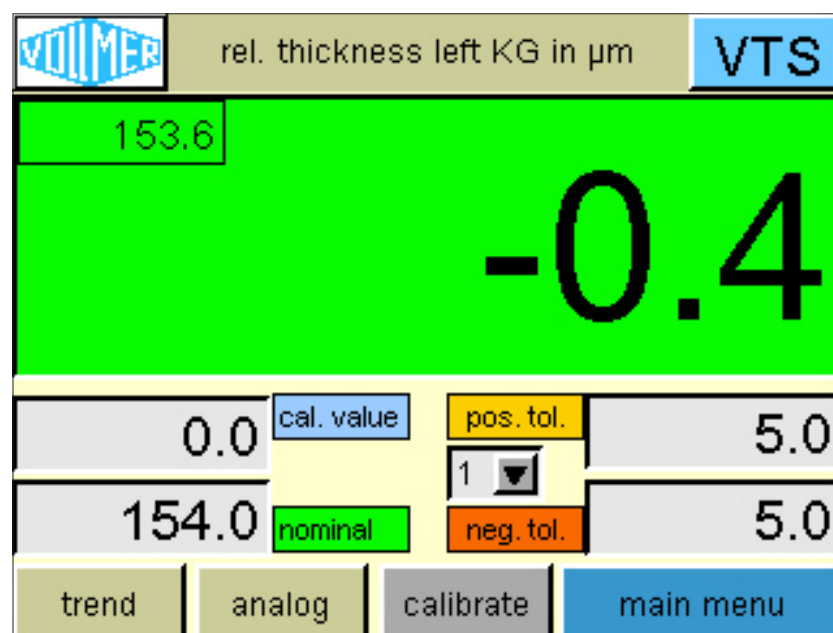 VOLLMER
rel. thickness left KG in µm
VTS
153.6
-0.4
0.0 cal. value pos. tol. 5.0
1
154.0 nominal neg. tol. 5.0
trend analog calibrate main menu